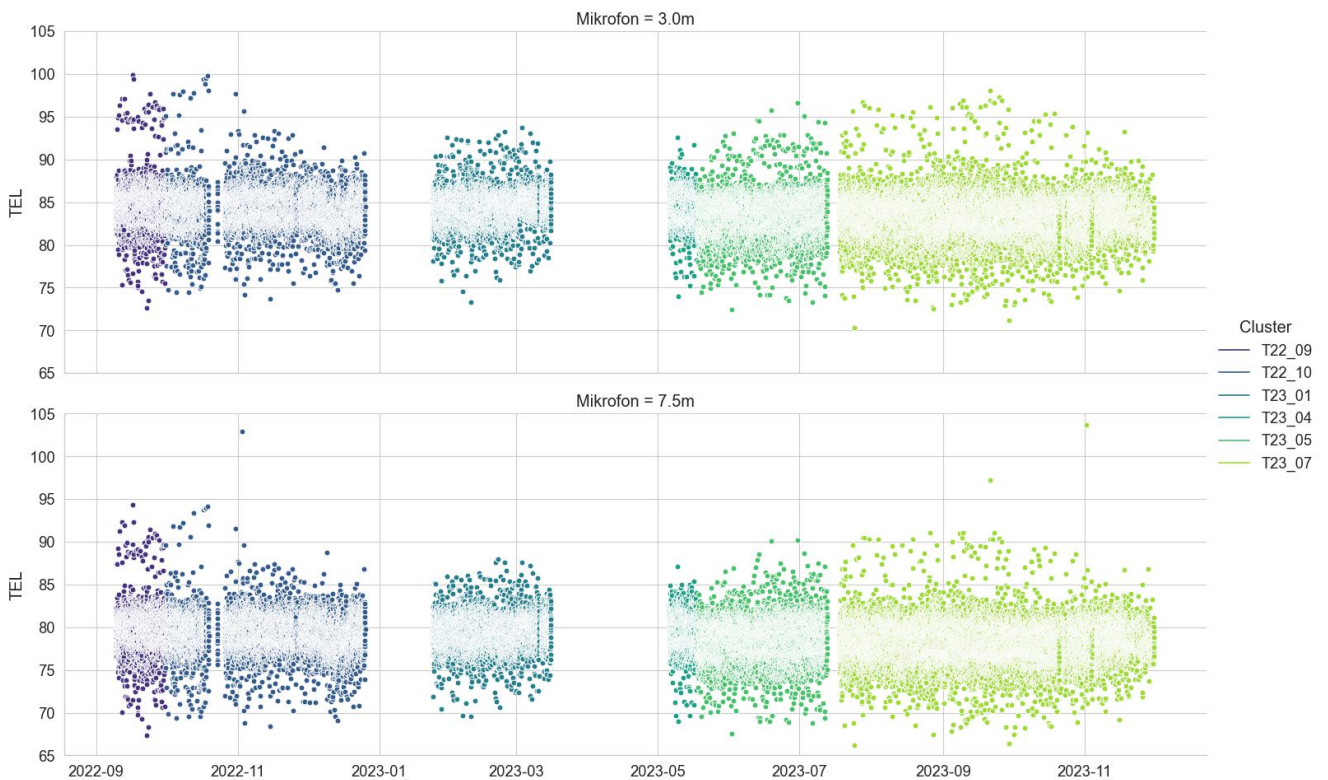 Mikrofon = 3.0m
105
100
95
90
85
80
75
70
65
TEL
Mikrofon = 7.5m
105
100
95
90
85
80
75
70
65
TEL
2022-09 2022-11 2023-01 2023-03 2023-05 2023-07 2023-09 2023-11
Cluster
T22_09
T22_10
T23_01
T23_04
T23_05
T23_07